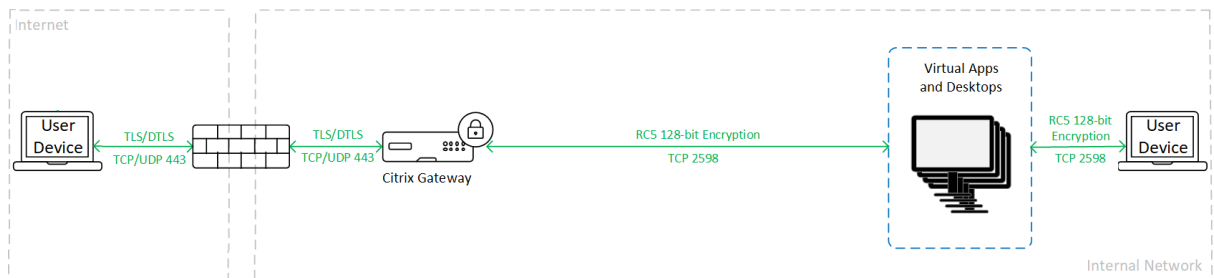 Internet
User
Device
TLS/DTLS
TCP/UDP 443
TLS/DTLS
TCP/UDP 443
Citrix Gateway
RC5 128-bit Encryption
TCP 2598
Virtual Apps
and Desktops
RC5 128-bit
Encryption
TCP 2598
User
Device
Internal Network